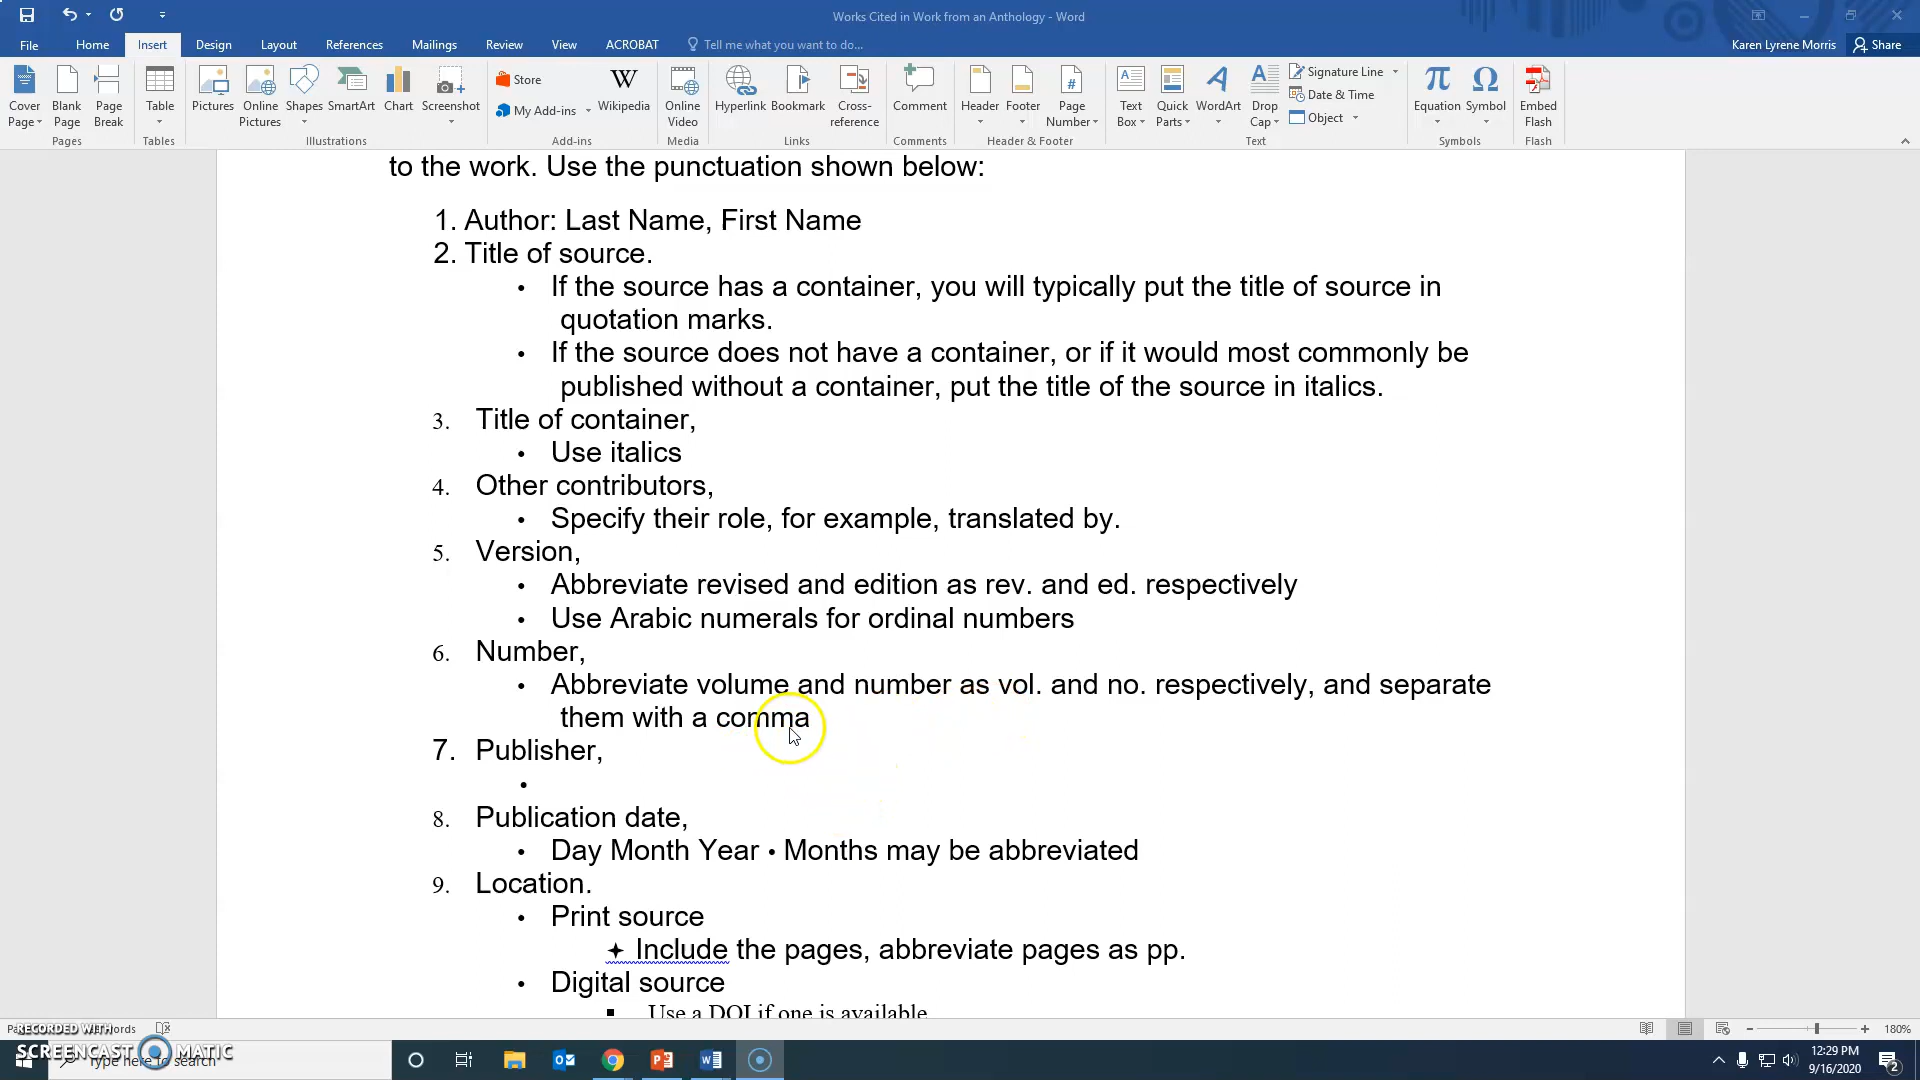 Works Cited in Work from an Anthology - Word
File Home Insert Design Layout References Mailings Review View ACROBAT Tell me what you want to do... Karen Lyrene Morris Share
Cover Page Blank Page Page Break Table Pictures Online Pictures Shapes SmartArt Chart Screenshot Store My Add-ins Wikipedia Online Video Hyperlink Bookmark Cross-reference Comment Header Footer Page Number Text Box Quick Parts WordArt Drop Cap Signature Line Date & Time Object Equation Symbol Embed Flash
Pages Tables Illustrations Add-ins Media Links Comments Header & Footer Text Symbols Flash
to the work. Use the punctuation shown below:
1. Author: Last Name, First Name
2. Title of source.
• If the source has a container, you will typically put the title of source in
quotation marks.
• If the source does not have a container, or if it would most commonly be
published without a container, put the title of the source in italics.
3. Title of container,
• Use italics
4. Other contributors,
• Specify their role, for example, translated by.
5. Version,
• Abbreviate revised and edition as rev. and ed. respectively
• Use Arabic numerals for ordinal numbers
6. Number,
• Abbreviate volume and number as vol. and no. respectively, and separate
them with a comma
7. Publisher,
•
8. Publication date,
• Day Month Year • Months may be abbreviated
9. Location.
• Print source
✦ Include the pages, abbreviate pages as pp.
• Digital source
▪ Use a DOI if one is available
RECORDED WITH words 180%
SCREENCAST MATIC
Type here to search
12:29 PM
9/16/2020
2